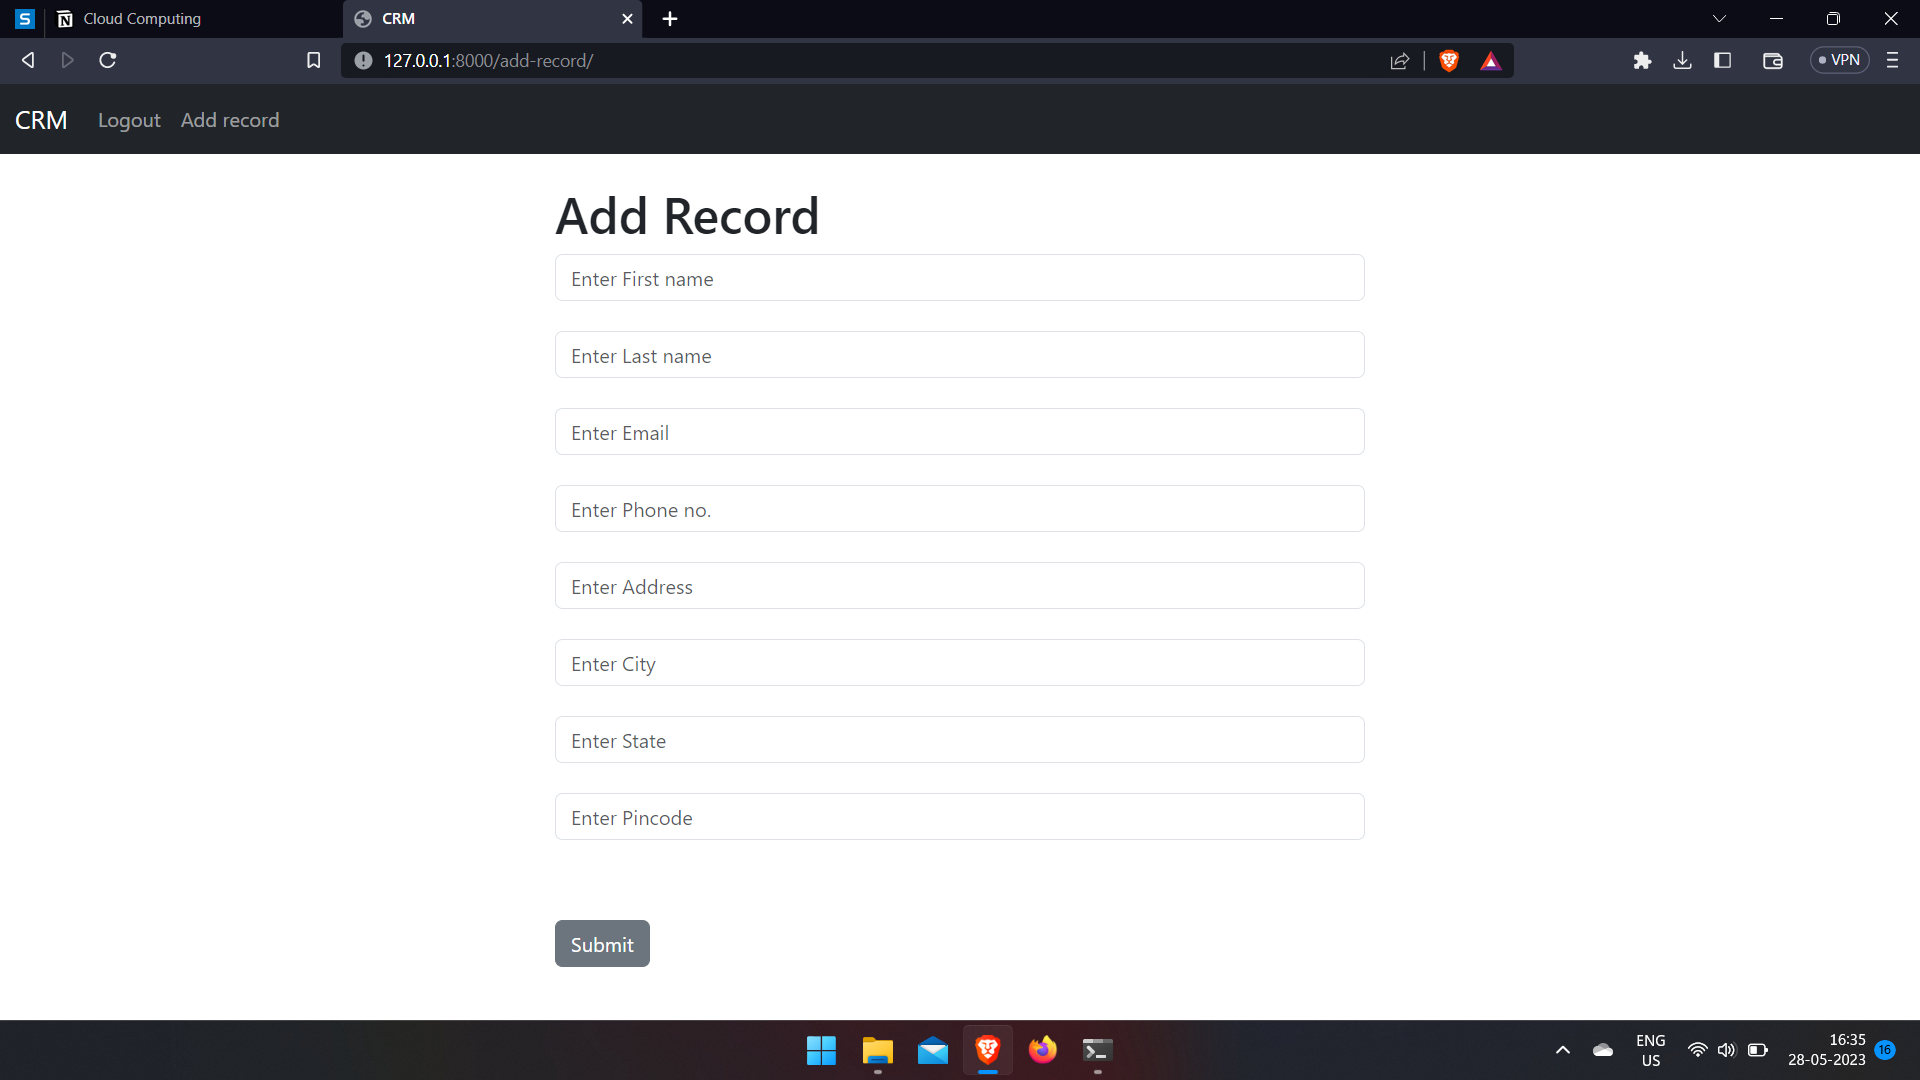 S
Cloud Computing
CRM
127.0.0.1:8000/add-record/
VPN
CRM
Logout
Add record
Add Record
Enter First name
Enter Last name
Enter Email
Enter Phone no.
Enter Address
Enter City
Enter State
Enter Pincode
Submit
ENG
US
16:35
28-05-2023
16